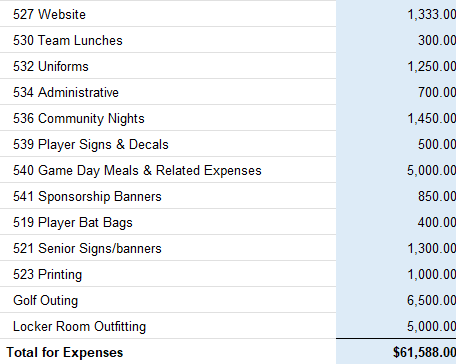 527 Website 1,333.00
530 Team Lunches 300.00
532 Uniforms 1,250.00
534 Administrative 700.00
536 Community Nights 1,450.00
539 Player Signs & Decals 500.00
540 Game Day Meals & Related Expenses 5,000.00
541 Sponsorship Banners 850.00
519 Player Bat Bags 400.00
521 Senior Signs/banners 1,300.00
523 Printing 1,000.00
Golf Outing 6,500.00
Locker Room Outfitting 5,000.00
Total for Expenses $61,588.00